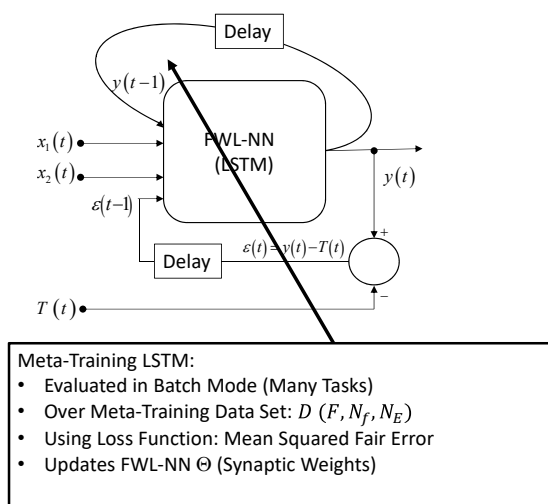 Delay
y(t−1)
x₁(t)
FWL-NN
(LSTM)
x₂(t)
y(t)
ε(t−1)
ε(t)=y(t)−T(t)
+
Delay
−
T(t)
Meta-Training LSTM:
• Evaluated in Batch Mode (Many Tasks)
• Over Meta-Training Data Set: D (F, N_f, N_E)
• Using Loss Function: Mean Squared Fair Error
• Updates FWL-NN Θ (Synaptic Weights)